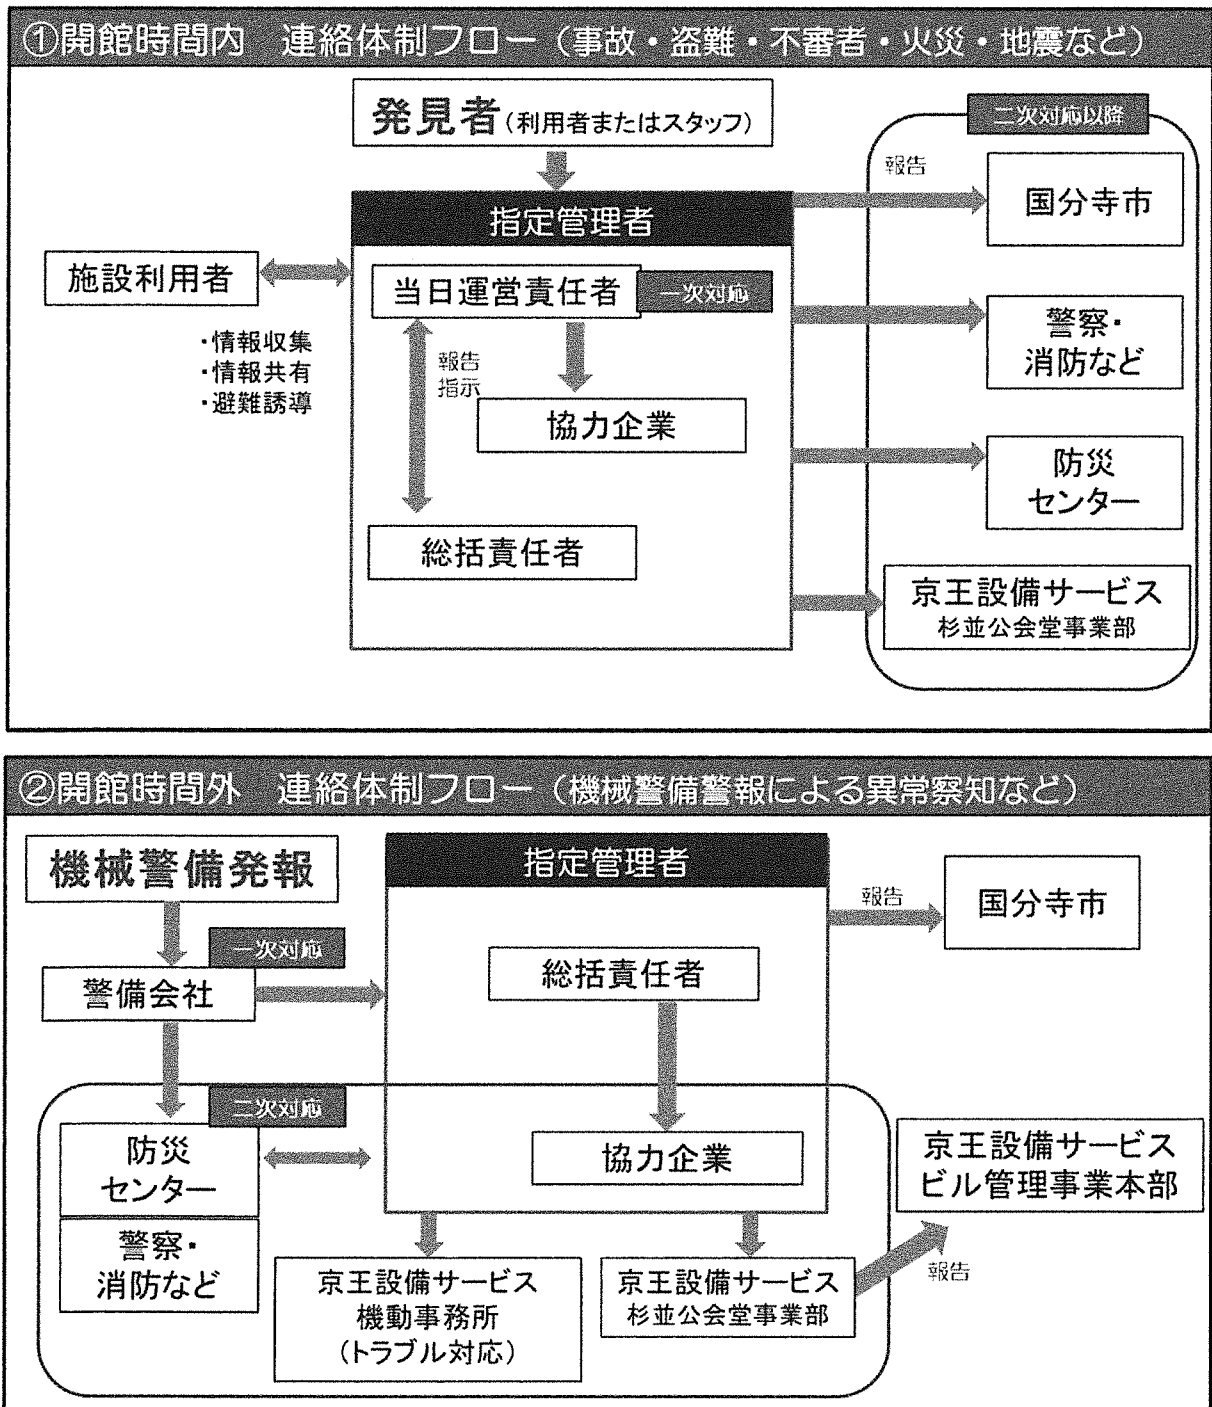 ①開館時間内　連絡体制フロー（事故・盗難・不審者・火災・地震など）
発見者（利用者またはスタッフ）
二次対応以降
報告
国分寺市
指定管理者
施設利用者
当日運営責任者
一次対応
警察・
消防など
・情報収集
・情報共有
・避難誘導
報告
指示
協力企業
防災
センター
総括責任者
京王設備サービス
杉並公会堂事業部
②開館時間外　連絡体制フロー（機械警備警報による異常察知など）
機械警備発報
指定管理者
報告
国分寺市
一次対応
警備会社
総括責任者
二次対応
防災
センター
協力企業
京王設備サービス
ビル管理事業本部
警察・
消防など
京王設備サービス
機動事務所
（トラブル対応）
京王設備サービス
杉並公会堂事業部
報告